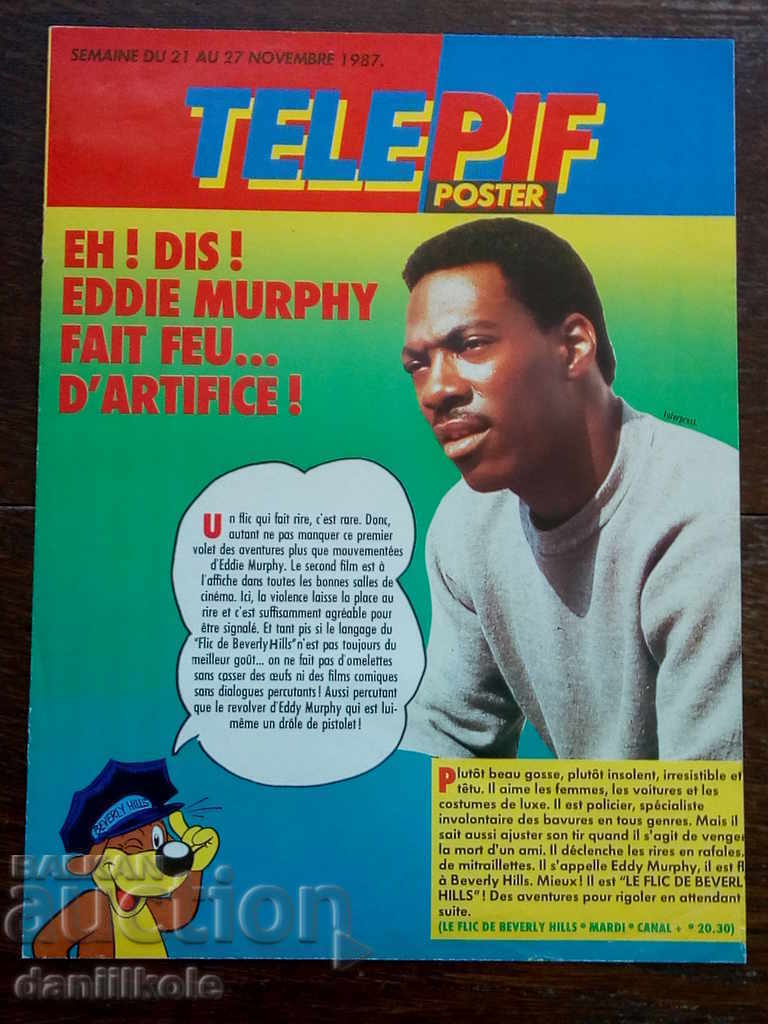 SEMAINE DU 21 AU 27 NOVEMBRE 1987.
TELEPIF
POSTER
EH ! DIS !
EDDIE MURPHY
FAIT FEU...
D'ARTIFICE !
Un flic qui fait rire, c'est rare. Donc,
autant ne pas manquer ce premier
volet des aventures plus que mouvementées
d'Eddie Murphy. Le second film est à
l'affiche dans toutes les bonnes salles de
cinéma. Ici, la violence laisse la place au
rire et c'est suffisamment agréable pour
être signalé. Et tant pis si le langage du
"Flic de Beverly Hills" n'est pas toujours du
meilleur goût... on ne fait pas d'omelettes
sans casser des œufs ni des films comiques
sans dialogues percutants ! Aussi percutant
que le revolver d'Eddy Murphy qui est lui-
même un drôle de pistolet !
BEVERLY HILLS
Plutôt beau gosse, plutôt insolent, irresistible et
têtu. Il aime les femmes, les voitures et les
costumes de luxe. Il est policier, spécialiste
involontaire des bavures en tous genres. Mais il
sait aussi ajuster son tir quand il s'agit de venge
la mort d'un ami. Il déclenche les rires en rafales.
de mitraillettes. Il s'appelle Eddy Murphy, il est fl
à Beverly Hills. Mieux ! Il est "LE FLIC DE BEVERL
HILLS" ! Des aventures pour rigoler en attendant
suite.
(LE FLIC DE BEVERLY HILLS * MARDI * CANAL + * 20.30)
BALKAN
auction
daniilkole